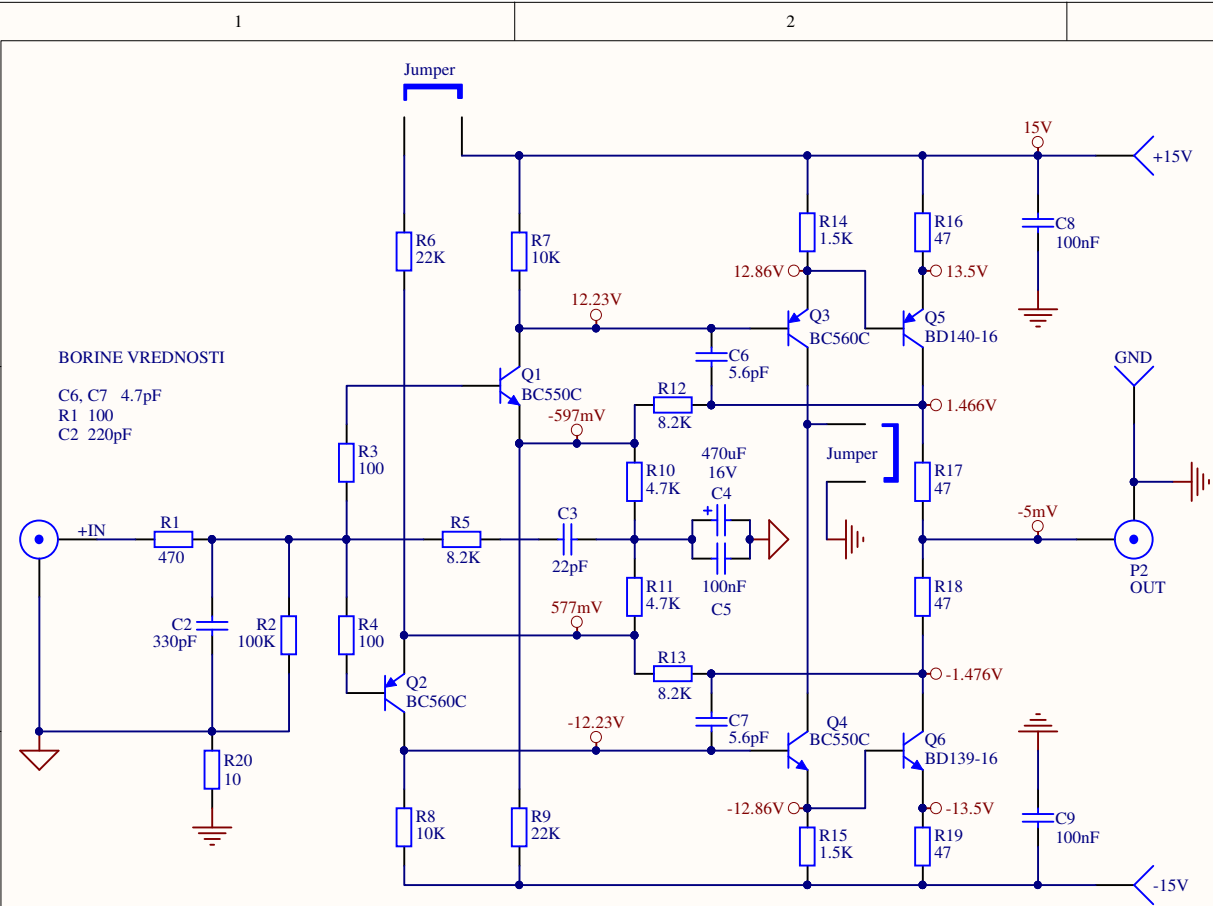 1
2
Jumper
15V
+15V
R6
22K
R7
10K
R14
1.5K
R16
47
C8
100nF
12.86V
13.5V
12.23V
Q3
BC560C
Q5
BD140-16
GND
BORINE VREDNOSTI
C6, C7 4.7pF
R1 100
C2 220pF
C6
5.6pF
Q1
BC550C
R12
8.2K
1.466V
-597mV
R3
100
R10
4.7K
470uF
16V
C4
+
Jumper
R17
47
+IN
R1
470
R5
8.2K
C3
22pF
-5mV
P2
OUT
100nF
C5
R11
4.7K
R18
47
577mV
C2
330pF
R2
100K
R4
100
R13
8.2K
-1.476V
Q2
BC560C
-12.23V
C7
5.6pF
Q4
BC550C
Q6
BD139-16
R20
10
-12.86V
-13.5V
R8
10K
R9
22K
R15
1.5K
R19
47
C9
100nF
-15V